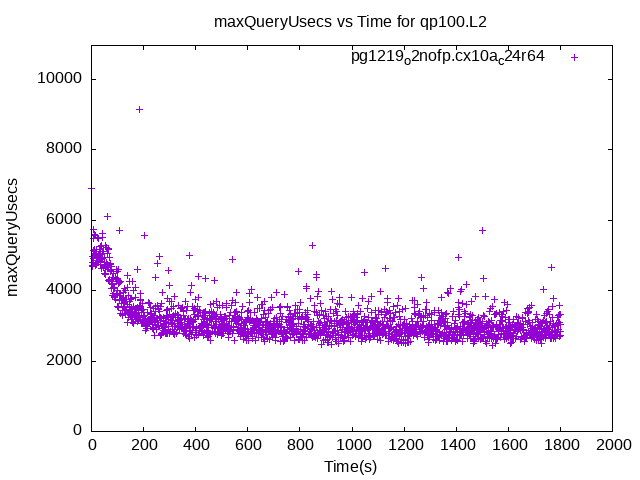 maxQueryUsecs vs Time for qp100.L2
pg1219o2nofp.cx10ac24r64
10000
8000
6000
4000
2000
0
maxQueryUsecs
0 200 400 600 800 1000 1200 1400 1600 1800 2000
Time(s)